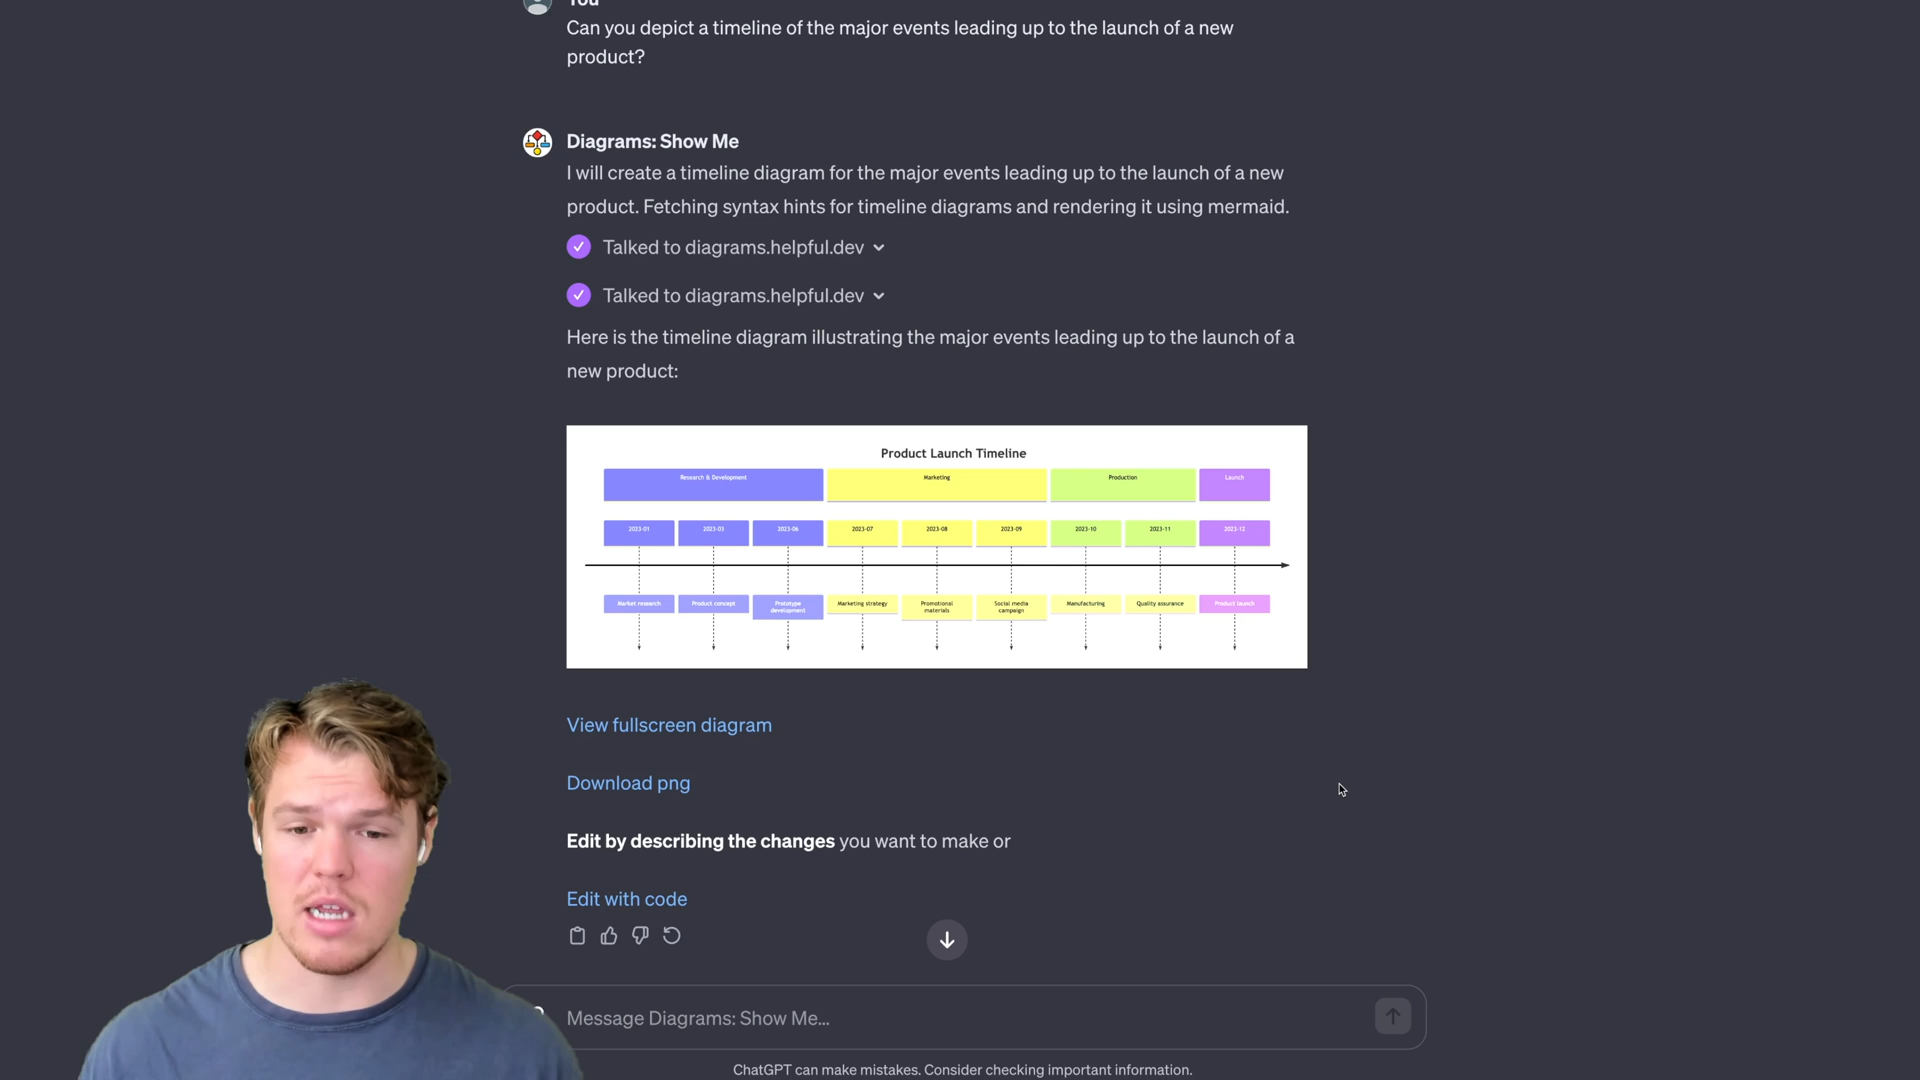 You
Can you depict a timeline of the major events leading up to the launch of a new
product?
Diagrams: Show Me
I will create a timeline diagram for the major events leading up to the launch of a new
product. Fetching syntax hints for timeline diagrams and rendering it using mermaid.
Talked to diagrams.helpful.dev
Talked to diagrams.helpful.dev
Here is the timeline diagram illustrating the major events leading up to the launch of a
new product:
Product Launch Timeline
Research & Development Marketing Production Launch
2023-01 2023-03 2023-06 2023-07 2023-08 2023-09 2023-10 2023-11 2023-12
Market research Product concept Prototype Marketing strategy Promotional Social media Manufacturing Quality assurance Product launch
development materials campaign
View fullscreen diagram
Download png
Edit by describing the changes you want to make or
Edit with code
Message Diagrams: Show Me...
ChatGPT can make mistakes. Consider checking important information.